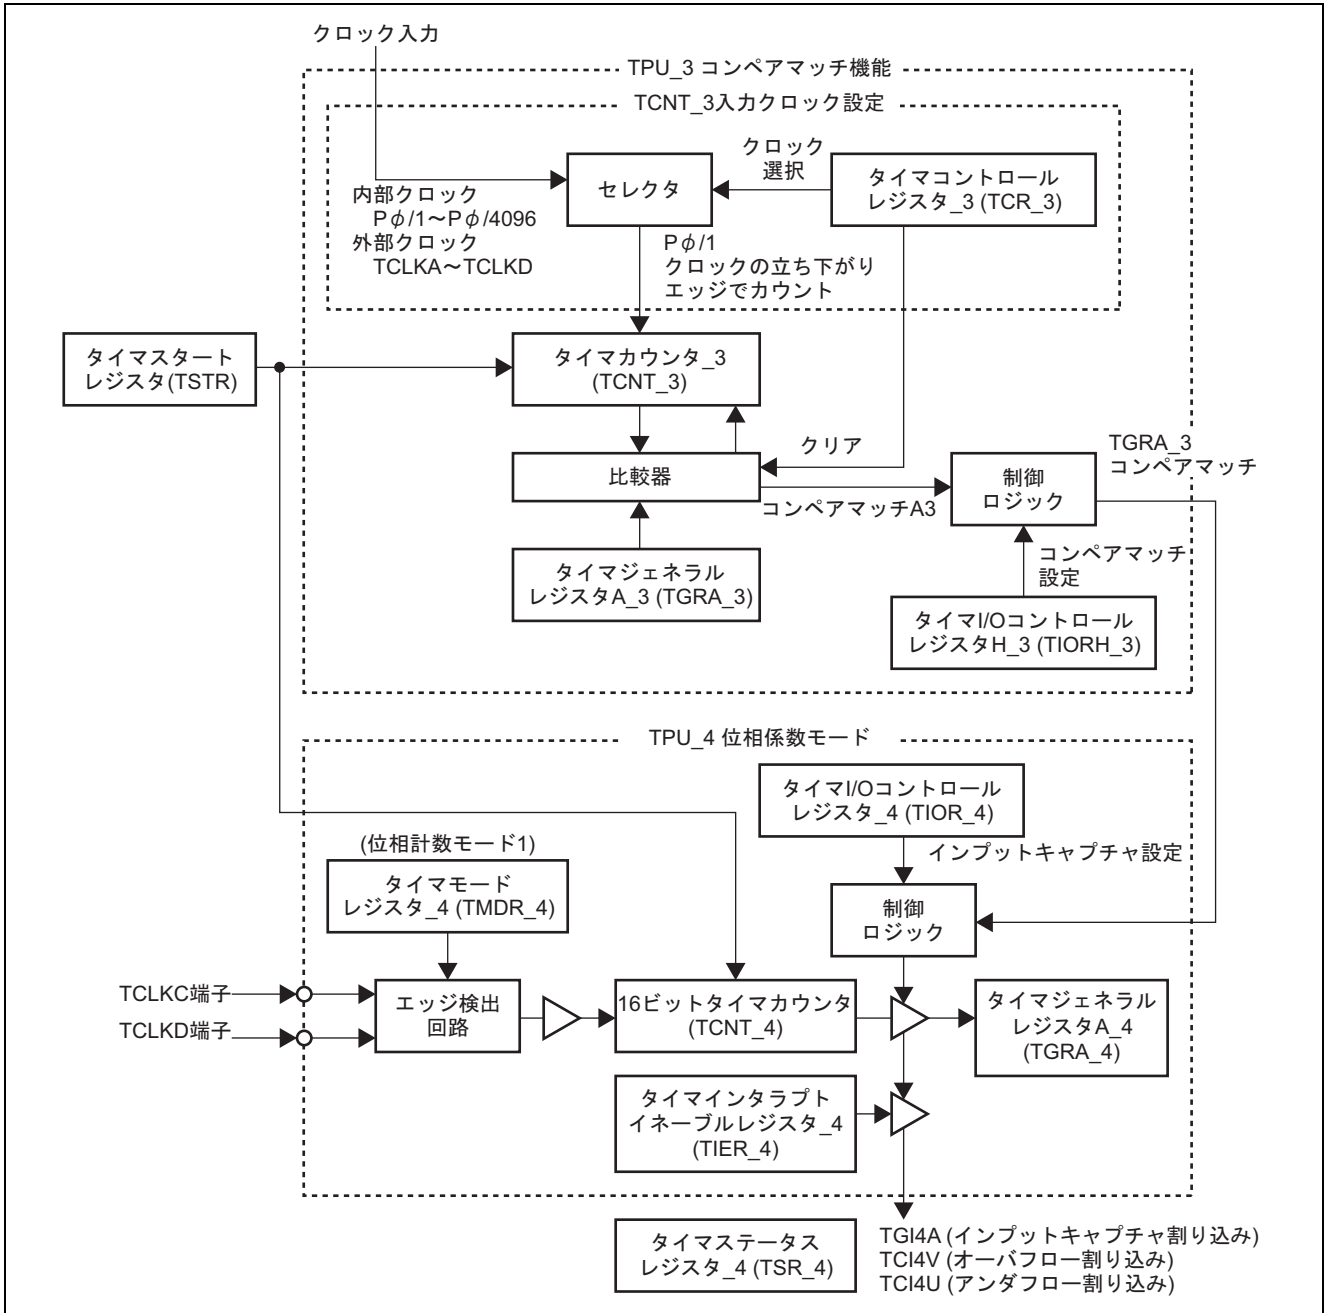 クロック入力
TPU_3 コンペアマッチ機能
TCNT_3入力クロック設定
クロック
選択
セレクタ
タイマコントロール
レジスタ_3 (TCR_3)
内部クロック
Pφ/1～Pφ/4096
外部クロック
TCLKA～TCLKD
Pφ/1
クロックの立ち下がり
エッジでカウント
タイマスタート
レジスタ(TSTR)
タイマカウンタ_3
(TCNT_3)
クリア
比較器
コンペアマッチA3
制御
ロジック
TGRA_3
コンペアマッチ
タイマジェネラル
レジスタA_3 (TGRA_3)
コンペアマッチ
設定
タイマI/Oコントロール
レジスタH_3 (TIORH_3)
TPU_4 位相係数モード
タイマI/Oコントロール
レジスタ_4 (TIOR_4)
インプットキャプチャ設定
(位相計数モード1)
タイマモード
レジスタ_4 (TMDR_4)
制御
ロジック
TCLKC端子
TCLKD端子
エッジ検出
回路
16ビットタイマカウンタ
(TCNT_4)
タイマジェネラル
レジスタA_4
(TGRA_4)
タイマインタラプト
イネーブルレジスタ_4
(TIER_4)
タイマステータス
レジスタ_4 (TSR_4)
TGI4A (インプットキャプチャ割り込み)
TCI4V (オーバフロー割り込み)
TCI4U (アンダフロー割り込み)